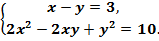 x − y = 3,
2x² − 2xy + y² = 10.